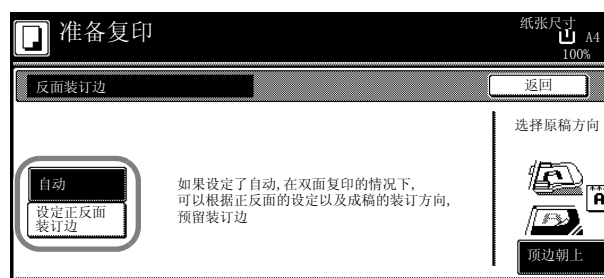 准备复印
纸张尺寸
A4
100%
反面装订边
返回
选择原稿方向
自动
设定正反面
装订边
如果设定了自动,在双面复印的情况下,
可以根据正反面的设定以及成稿的装订方向,
预留装订边
顶边朝上